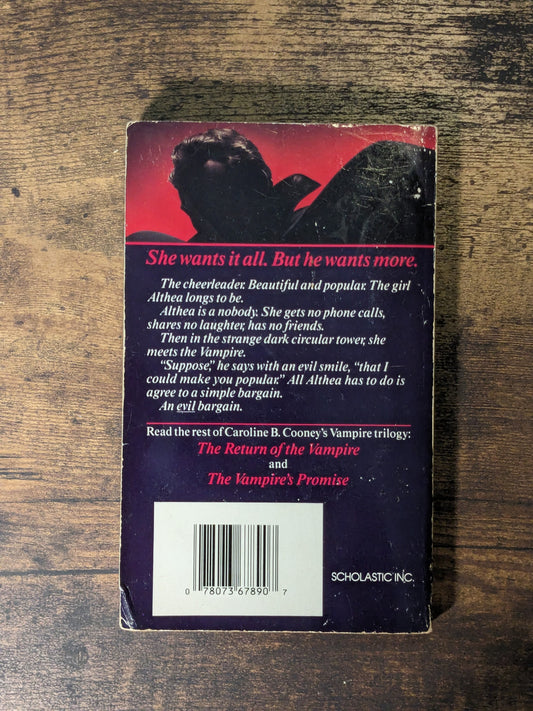 She wants it all. But he wants more.
The cheerleader. Beautiful and popular. The girl
Althea longs to be.
Althea is a nobody. She gets no phone calls,
shares no laughter, has no friends.
Then in the strange dark circular tower, she
meets the Vampire.
"Suppose," he says with an evil smile, "that I
could make you popular." All Althea has to do is
agree to a simple bargain.
An evil bargain.
Read the rest of Caroline B. Cooney's Vampire trilogy:
The Return of the Vampire
and
The Vampire's Promise
0 78073 67890 7
SCHOLASTIC INC.